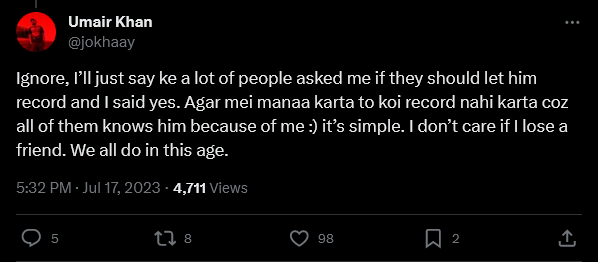 Umair Khan
@jokhaay
Ignore, I'll just say ke a lot of people asked me if they should let him
record and I said yes. Agar mei manaa karta to koi record nahi karta coz
all of them knows him because of me :) it's simple. I don't care if I lose a
friend. We all do in this age.
5:32 PM · Jul 17, 2023 · 4,711 Views
5 8 98 2